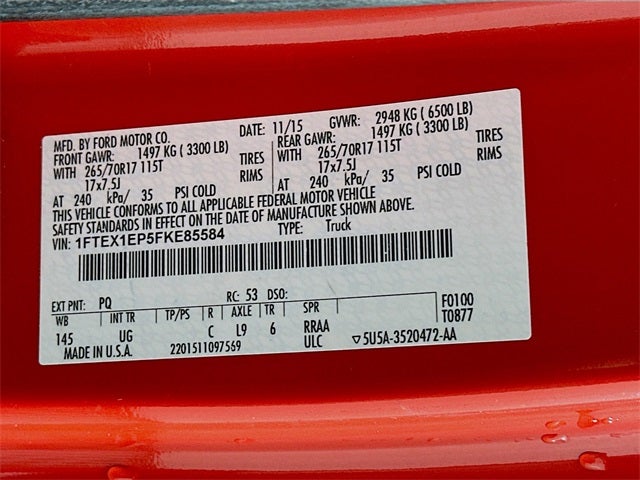 MFD. BY FORD MOTOR CO.
DATE: 11/15 GVWR: 2948 KG ( 6500 LB)
FRONT GAWR: 1497 KG ( 3300 LB) REAR GAWR: 1497 KG ( 3300 LB)
WITH 265/70R17 115T TIRES WITH 265/70R17 115T TIRES
17x7.5J RIMS 17x7.5J RIMS
AT 240 kPa/ 35 PSI COLD AT 240 kPa/ 35 PSI COLD
THIS VEHICLE CONFORMS TO ALL APPLICABLE FEDERAL MOTOR VEHICLE
SAFETY STANDARDS IN EFFECT ON THE DATE OF MANUFACTURE SHOWN ABOVE.
VIN: 1FTEX1EP5FKE85584 TYPE: Truck
EXT PNT: PQ RC: 53 DSO: F0100
WB INT TR TP/PS R AXLE TR SPR T0877
145 UG C L9 6 RRAA
MADE IN U.S.A. 2201511097569 ULC ▽5U5A-3520472-AA